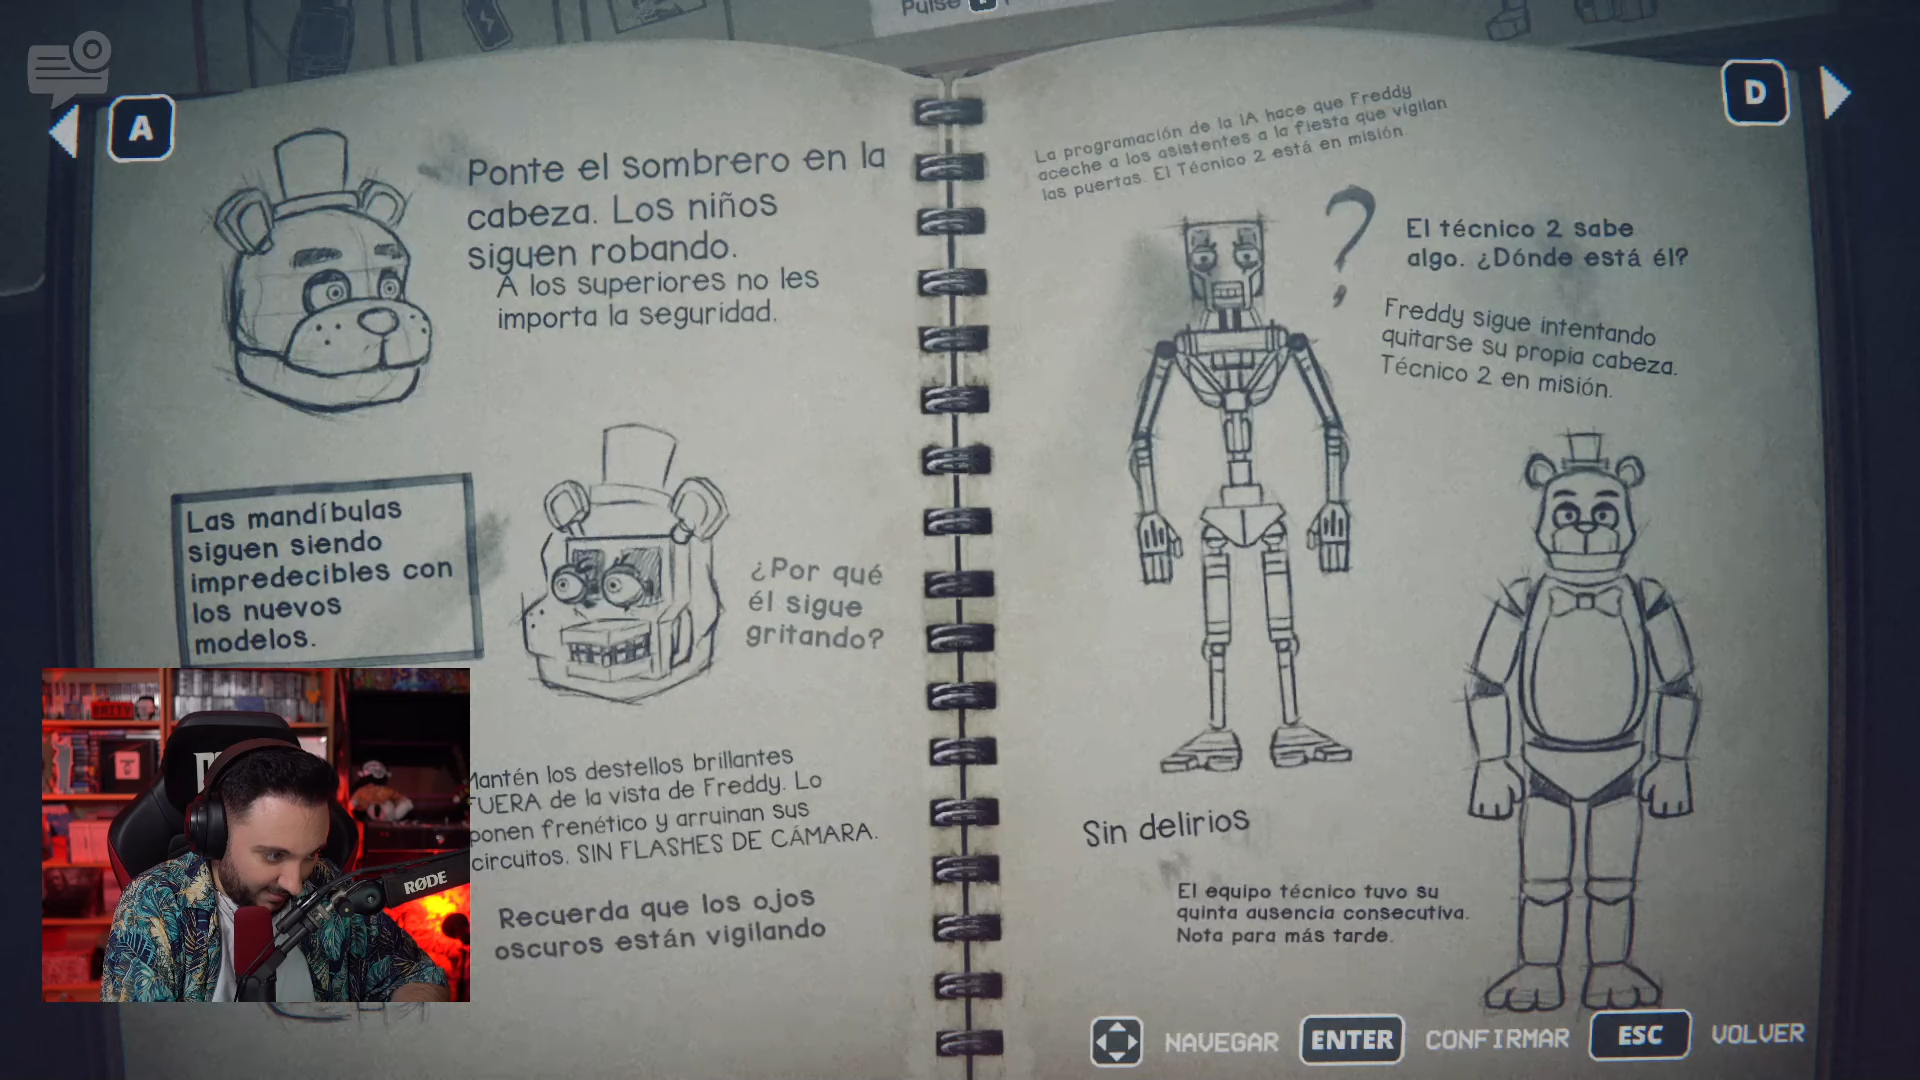 Pulse
A
D
Ponte el sombrero en la
cabeza. Los niños
siguen robando.
A los superiores no les
importa la seguridad.
Las mandíbulas
siguen siendo
impredecibles con
los nuevos
modelos.
¿Por qué
él sigue
gritando?
Mantén los destellos brillantes
FUERA de la vista de Freddy. Lo
ponen frenético y arruinan sus
circuitos. SIN FLASHES DE CÁMARA.
Recuerda que los ojos
oscuros están vigilando
La programación de la IA hace que Freddy
aceche a los asistentes a la fiesta que vigilan
las puertas. El Técnico 2 está en misión
?
El técnico 2 sabe
algo. ¿Dónde está él?
Freddy sigue intentando
quitarse su propia cabeza.
Técnico 2 en misión.
Sin delirios
El equipo técnico tuvo su
quinta ausencia consecutiva.
Nota para más tarde.
RØDE
NAVEGAR ENTER CONFIRMAR ESC VOLVER